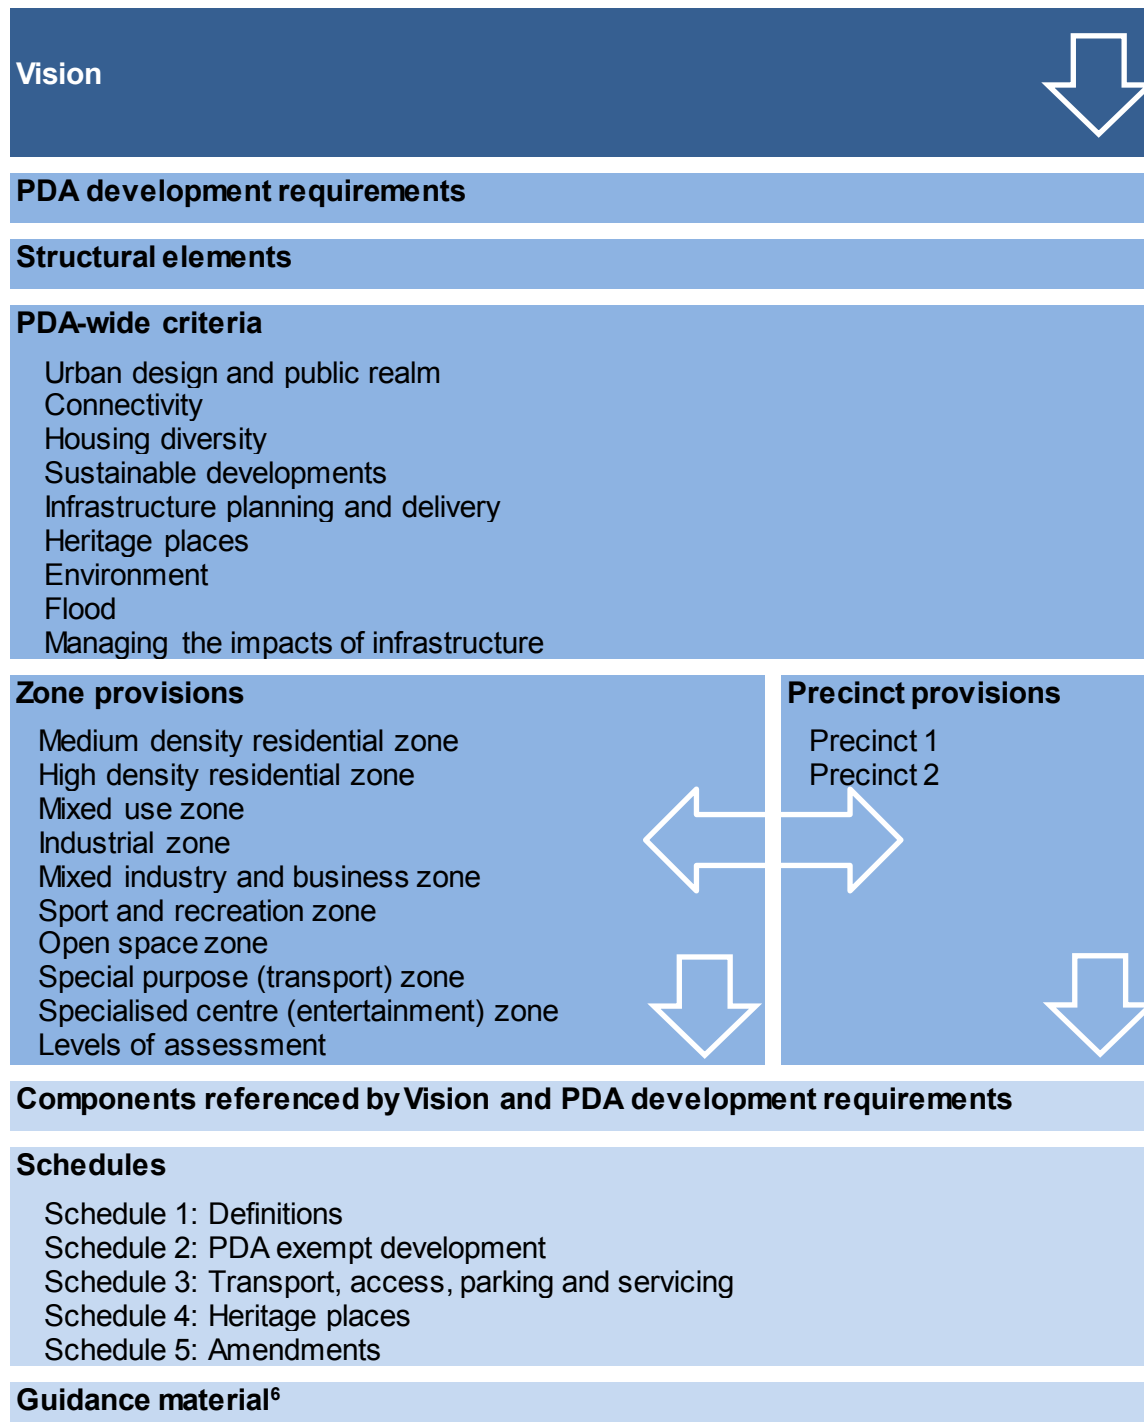 Vision
PDA development requirements
Structural elements
PDA-wide criteria
Urban design and public realm
Connectivity
Housing diversity
Sustainable developments
Infrastructure planning and delivery
Heritage places
Environment
Flood
Managing the impacts of infrastructure
Zone provisions
Medium density residential zone
High density residential zone
Mixed use zone
Industrial zone
Mixed industry and business zone
Sport and recreation zone
Open space zone
Special purpose (transport) zone
Specialised centre (entertainment) zone
Levels of assessment
Precinct provisions
Precinct 1
Precinct 2
Components referenced by Vision and PDA development requirements
Schedules
Schedule 1: Definitions
Schedule 2: PDA exempt development
Schedule 3: Transport, access, parking and servicing
Schedule 4: Heritage places
Schedule 5: Amendments
Guidance material⁶